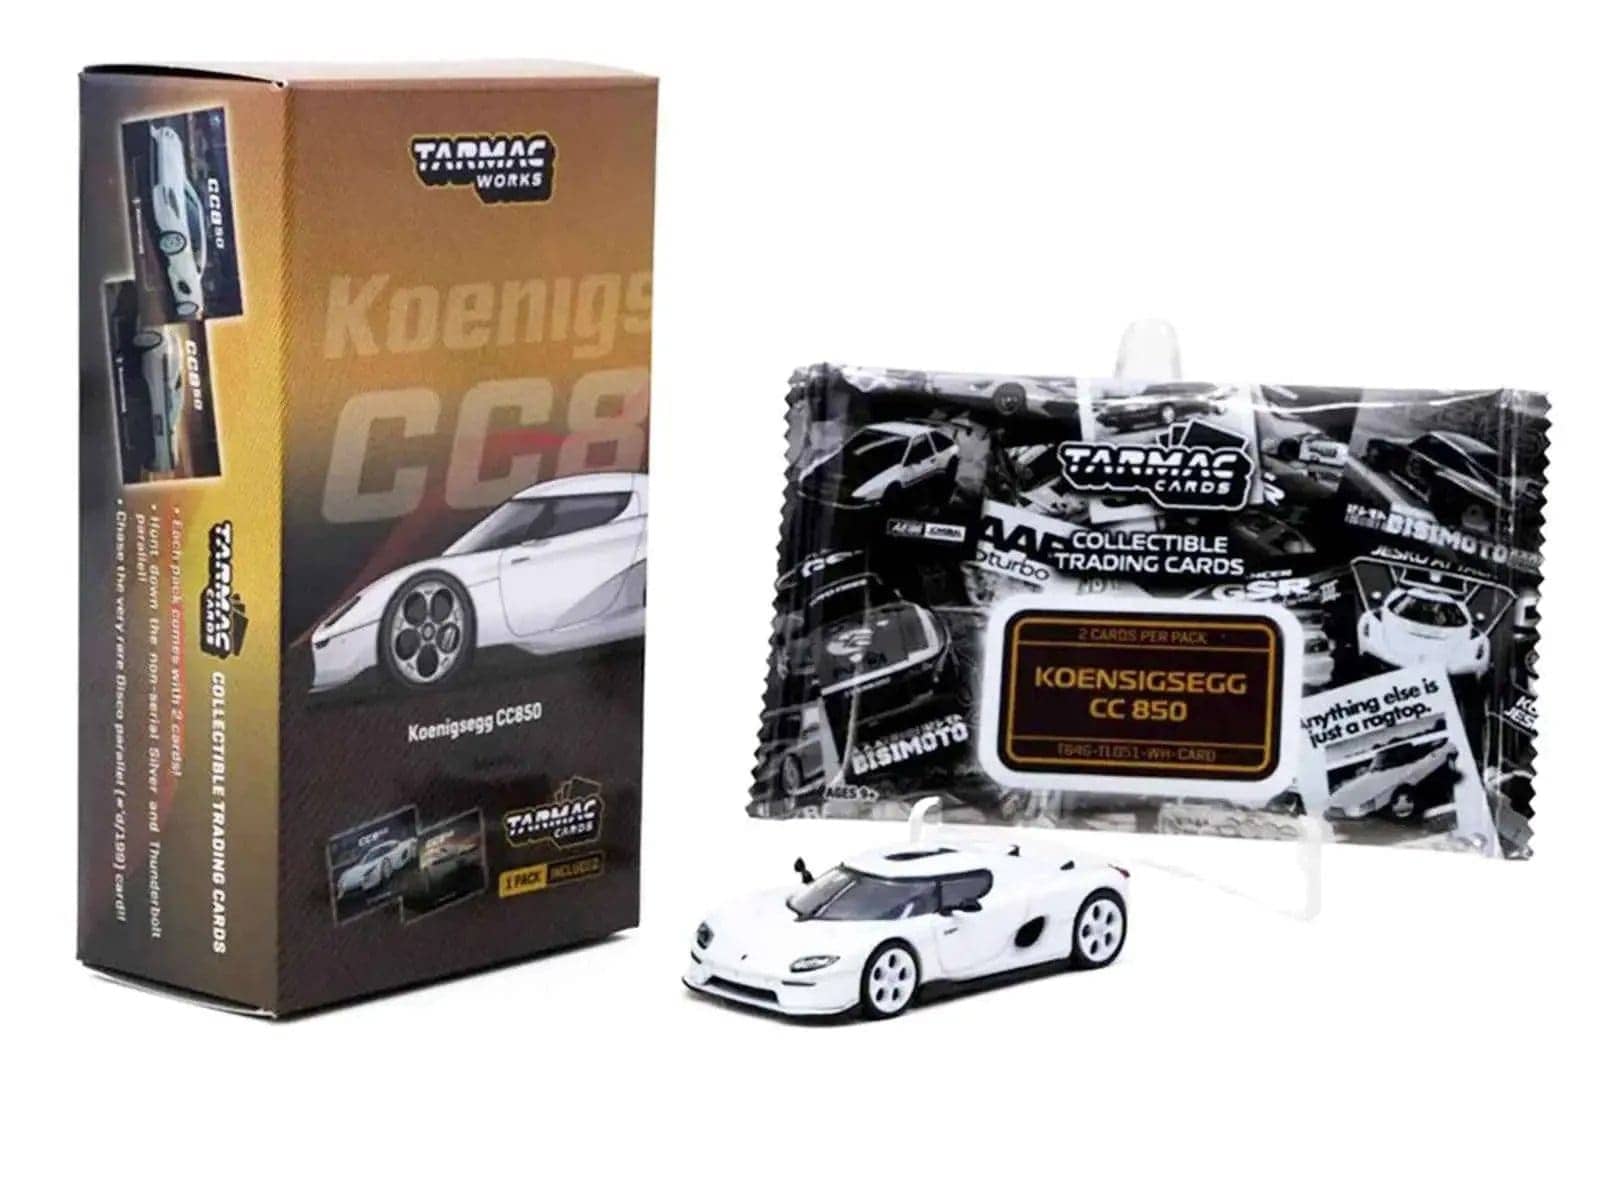 TARMAC
WORKS
Koenigs
CC8
Koenigsegg CC850
TARMAC
CARDS
1 PACK INCLUDED
CC850
CC850
TARMAC
CARDS
COLLECTIBLE TRADING CARDS
• Each pack comes with 2 cards!
• Hunt down the non-serial Silver and Thunderbolt
parallel!
• Chase the very rare Disco parallel (#'d/199) card!!
TARMAC
CARDS
COLLECTIBLE
TRADING CARDS
2 CARDS PER PACK
KOENSIGSEGG
CC 850
T64G-TL051-WH-CARD
AE86
turbo
GSR
BISIMOTO
BISIMOTO
Anything else is
just a ragtop.
AGES 9+